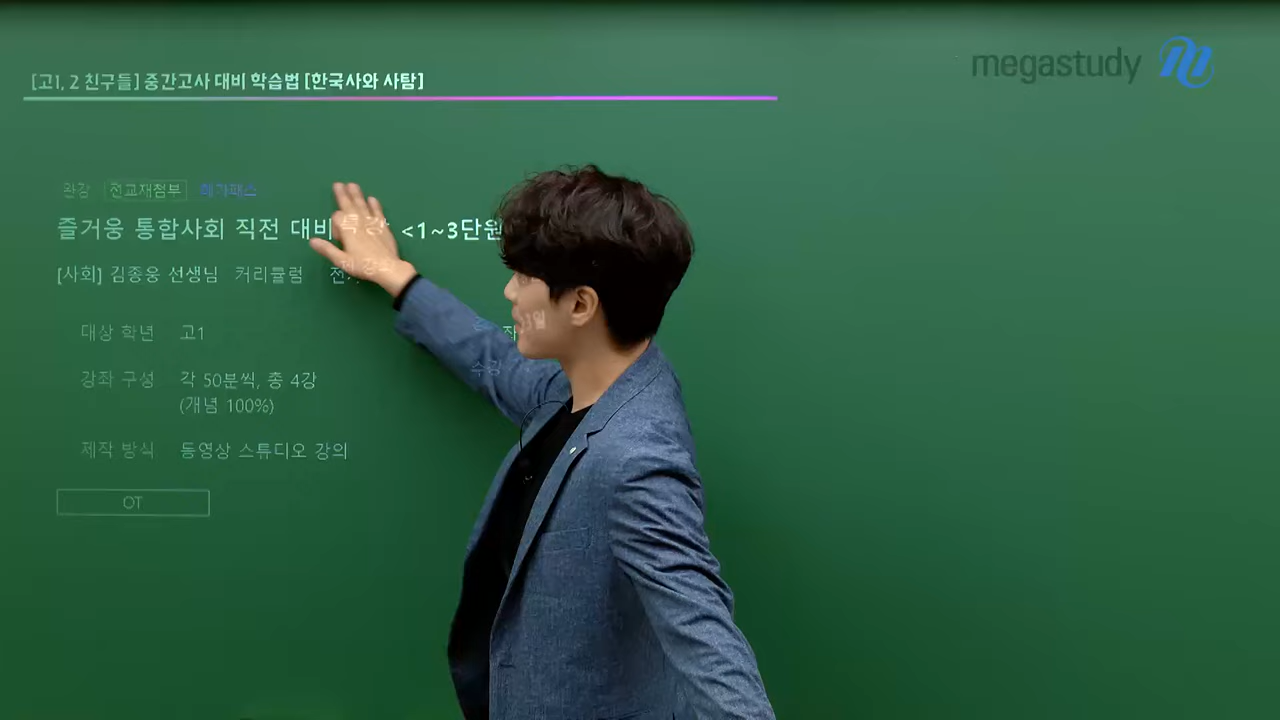 megastudy
[고1, 2 친구들] 중간고사 대비 학습법 [한국사와 사탐]
완강 전교재첨부 메가패스
즐거웅 통합사회 직전 대비 특강 <1~3단원
[사회] 김종웅 선생님 커리큘럼
대상 학년 고1
강좌 구성 각 50분씩, 총 4강
수강
(개념 100%)
제작 방식 동영상 스튜디오 강의
OT